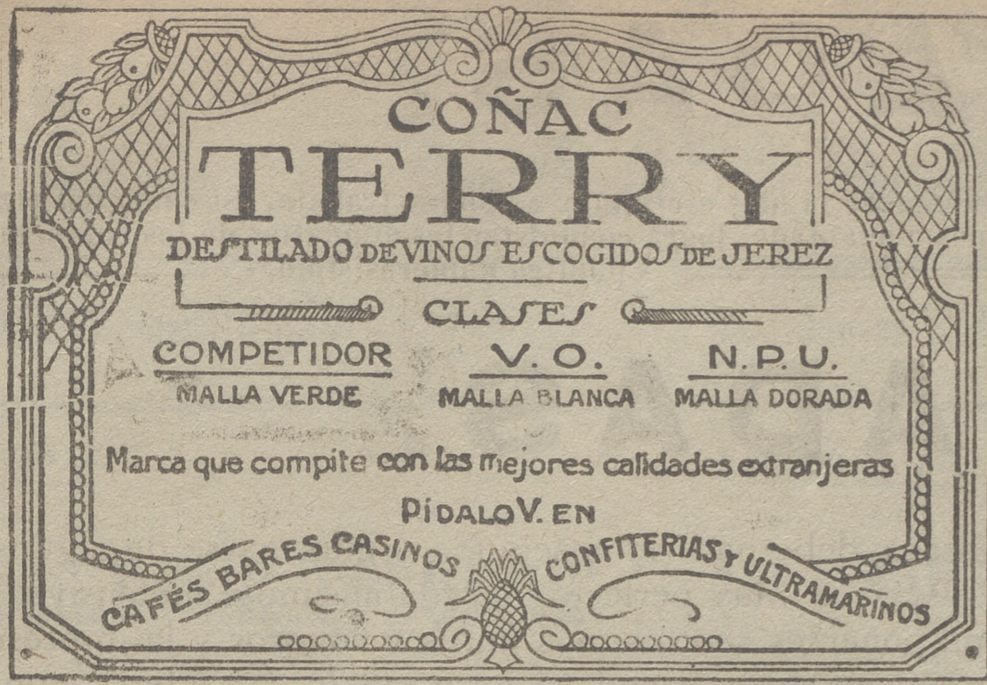 COÑAC
TERRY
DESTILADO DE VINOS ESCOGIDOS DE JEREZ
CLASES
COMPETIDOR V. O. N. P. U.
MALLA VERDE MALLA BLANCA MALLA DORADA
Marca que compite con las mejores calidades extranjeras
PÍDALO V. EN
CAFÉS BARES CASINOS CONFITERIAS Y ULTRAMARINOS